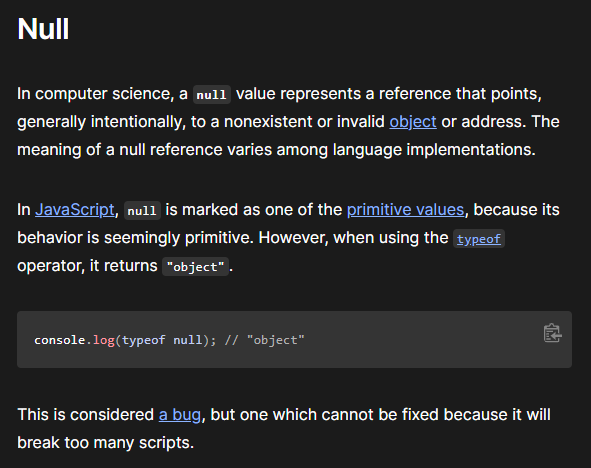 Null
In computer science, a null value represents a reference that points,
generally intentionally, to a nonexistent or invalid object or address. The
meaning of a null reference varies among language implementations.
In JavaScript, null is marked as one of the primitive values, because its
behavior is seemingly primitive. However, when using the typeof
operator, it returns "object".
console.log(typeof null); // "object"
This is considered a bug, but one which cannot be fixed because it will
break too many scripts.